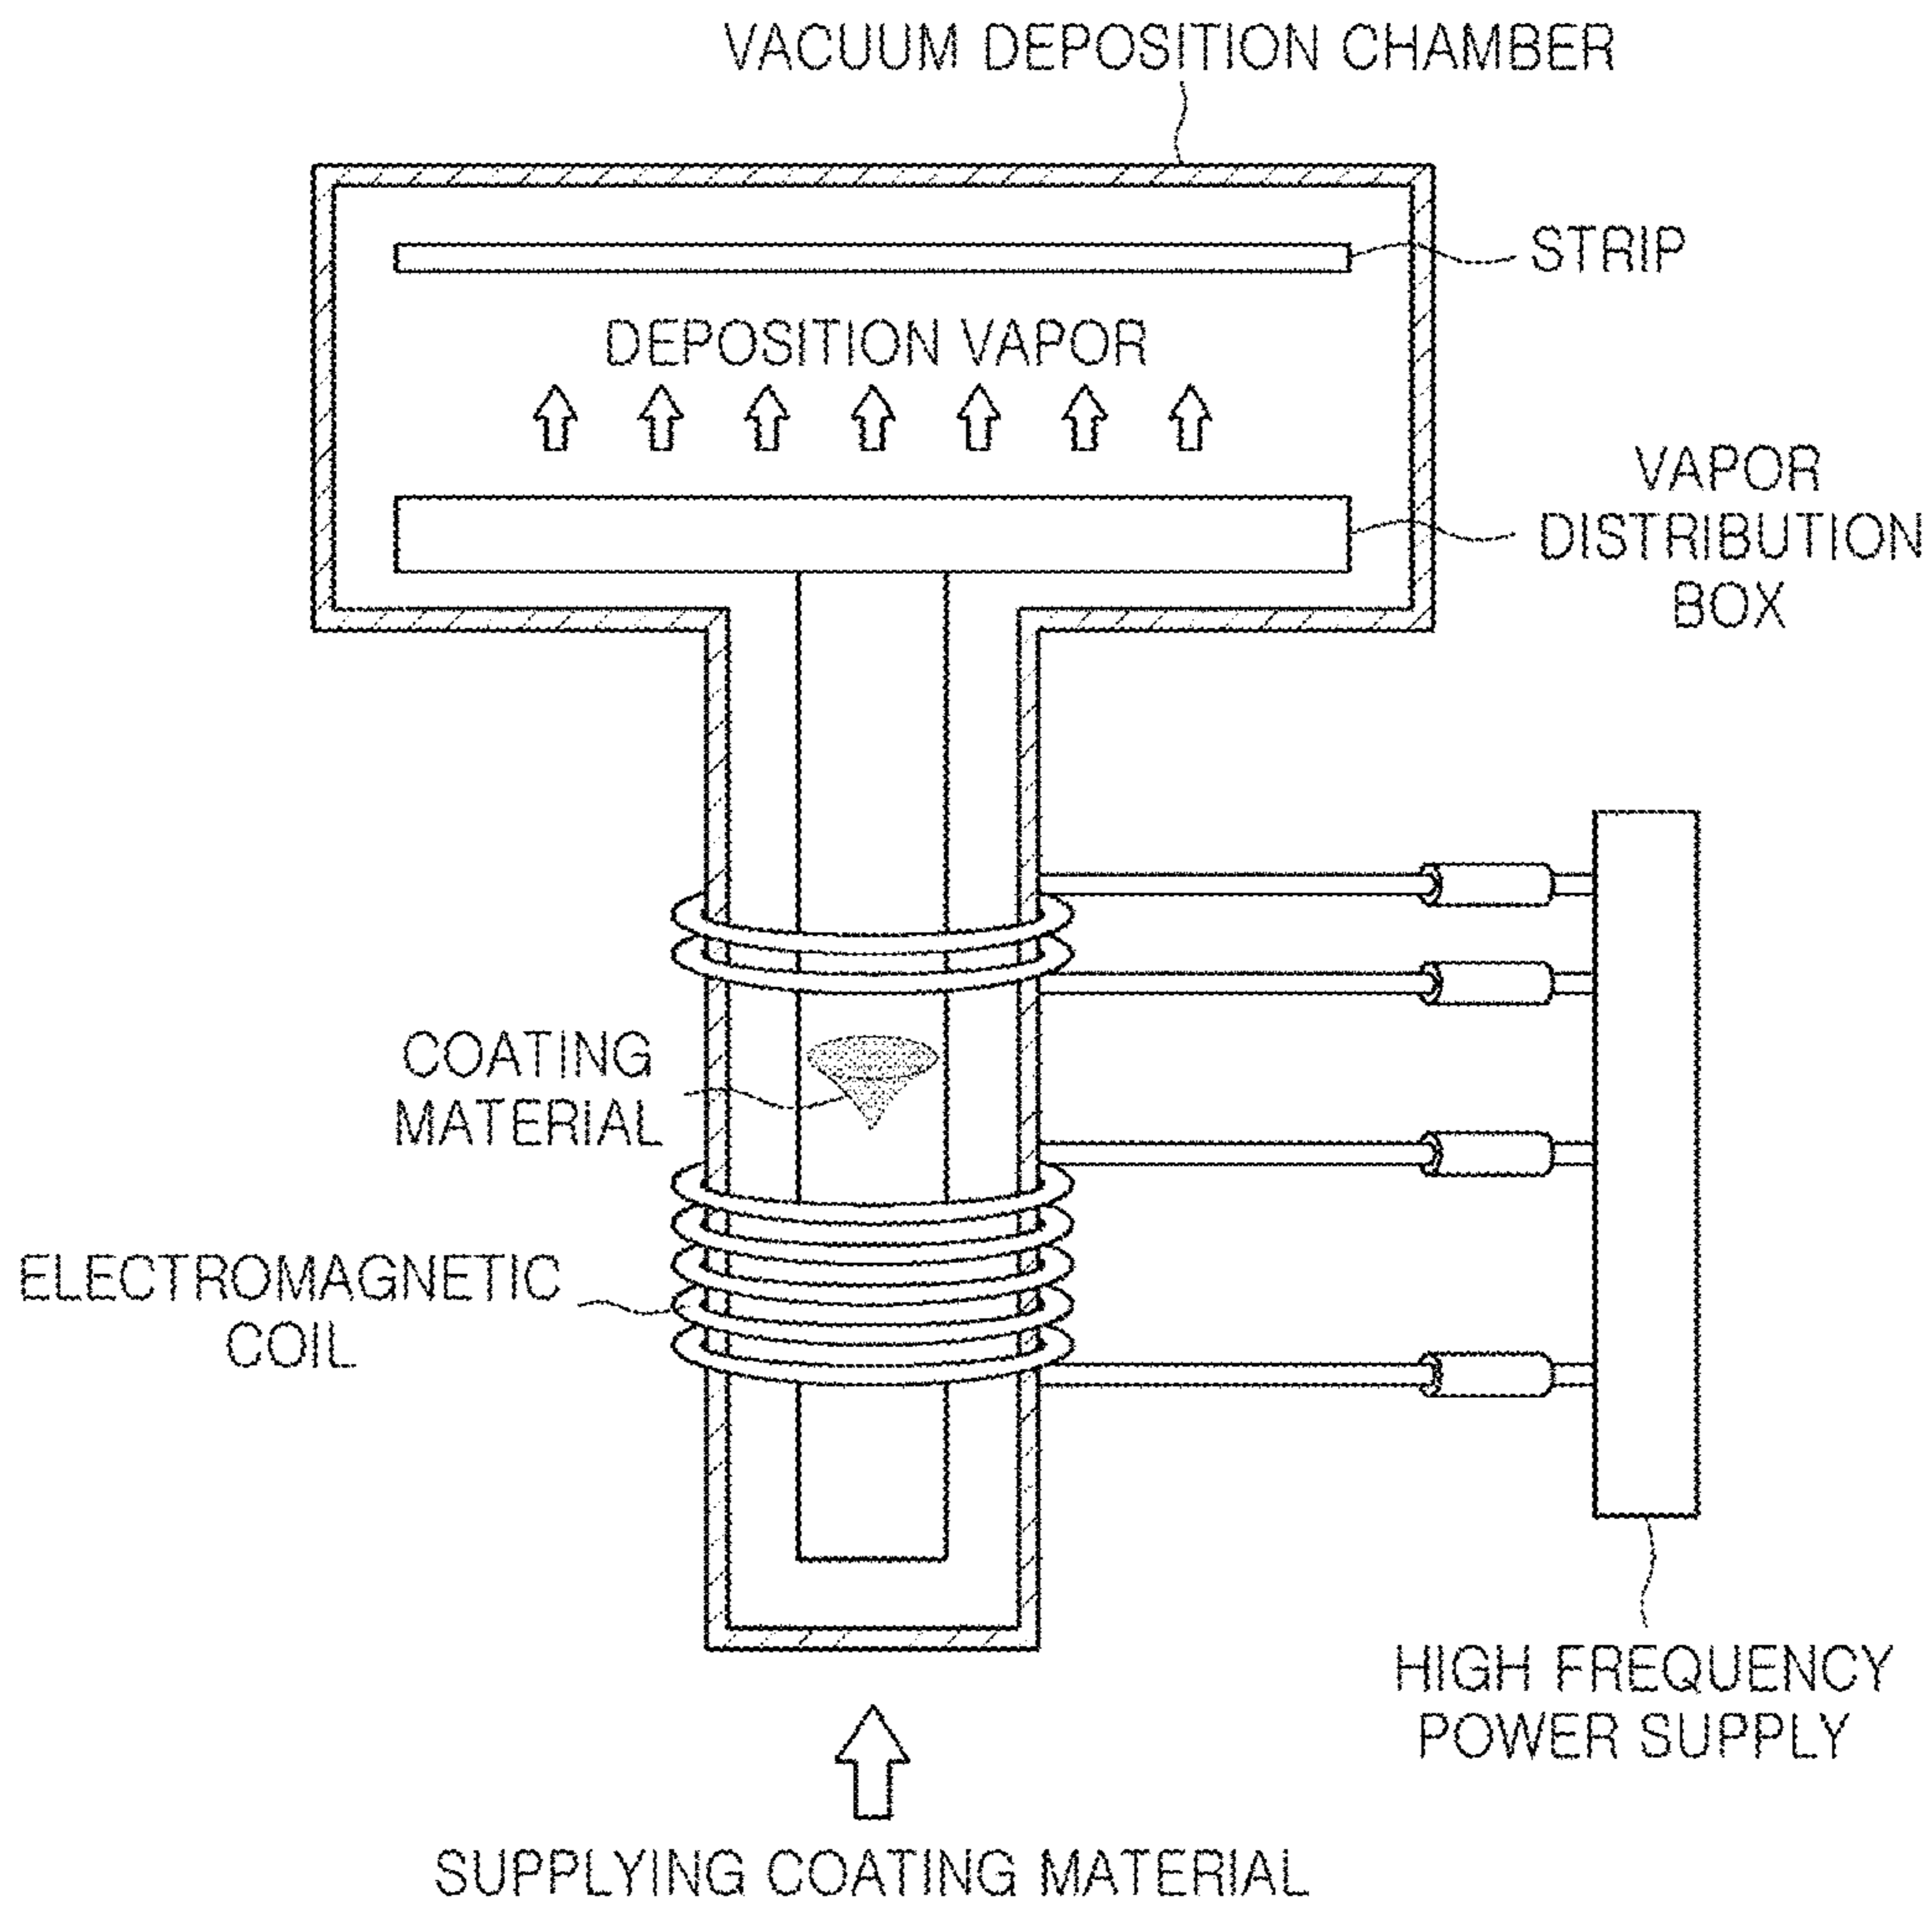 VACUUM DEPOSITION CHAMBER
STRIP
DEPOSITION VAPOR
VAPOR
DISTRIBUTION
BOX
COATING
MATERIAL
ELECTROMAGNETIC
COIL
HIGH FREQUENCY
POWER SUPPLY
SUPPLYING COATING MATERIAL